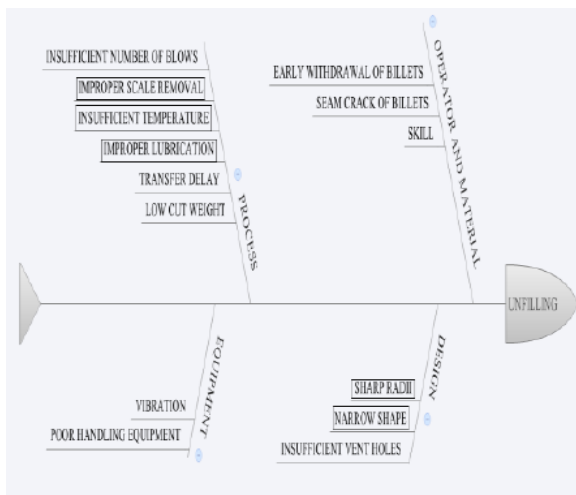 INSUFFICIENT NUMBER OF BLOWS
IMPROPER SCALE REMOVAL
INSUFFICIENT TEMPERATURE
IMPROPER LUBRICATION
TRANSFER DELAY
LOW CUT WEIGHT
PROCESS
EARLY WITHDRAWAL OF BILLETS
SEAM CRACK OF BILLETS
SKILL
OPERATOR AND MATERIAL
UNFILLING
EQUIPMENT
VIBRATION
POOR HANDLING EQUIPMENT
DESIGN
SHARP RADII
NARROW SHAPE
INSUFFICIENT VENT HOLES